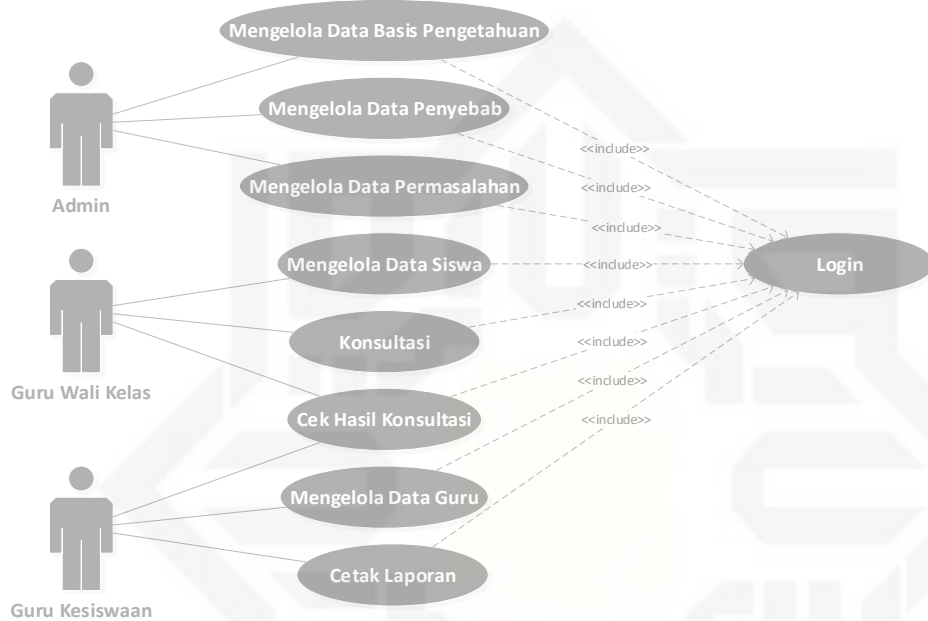 Mengelola Data Basis Pengetahuan
Mengelola Data Penyebab
<<include>>
<<include>>
Mengelola Data Permasalahan
Admin
<<include>>
Mengelola Data Siswa
<<include>>
Login
<<include>>
Konsultasi
<<include>>
Guru Wali Kelas
<<include>>
Cek Hasil Konsultasi
<<include>>
Mengelola Data Guru
Cetak Laporan
Guru Kesiswaan